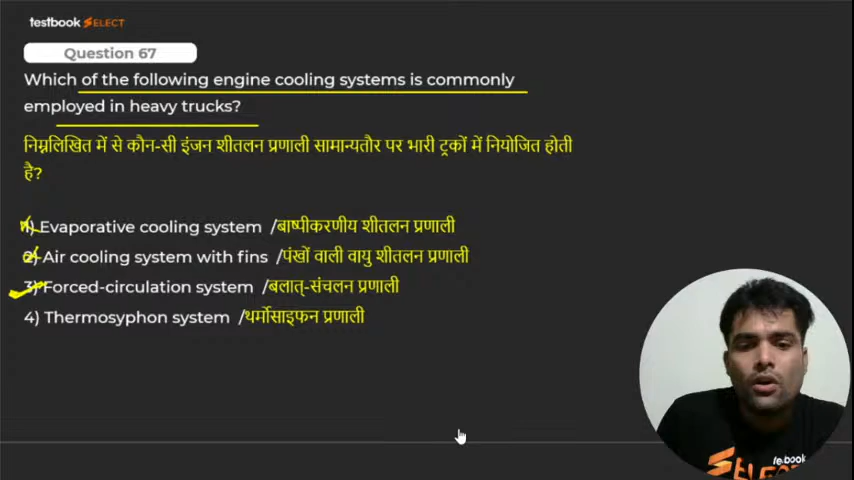 testbook SELECT
Question 67
Which of the following engine cooling systems is commonly
employed in heavy trucks?
निम्नलिखित में से कौन-सी इंजन शीतलन प्रणाली सामान्यतौर पर भारी ट्रकों में नियोजित होती
है?
1) Evaporative cooling system /बाष्पीकरणीय शीतलन प्रणाली
2) Air cooling system with fins /पंखों वाली वायु शीतलन प्रणाली
3) Forced-circulation system /बलात्-संचलन प्रणाली
4) Thermosyphon system /थर्मोसाइफन प्रणाली
testbook
SELECT